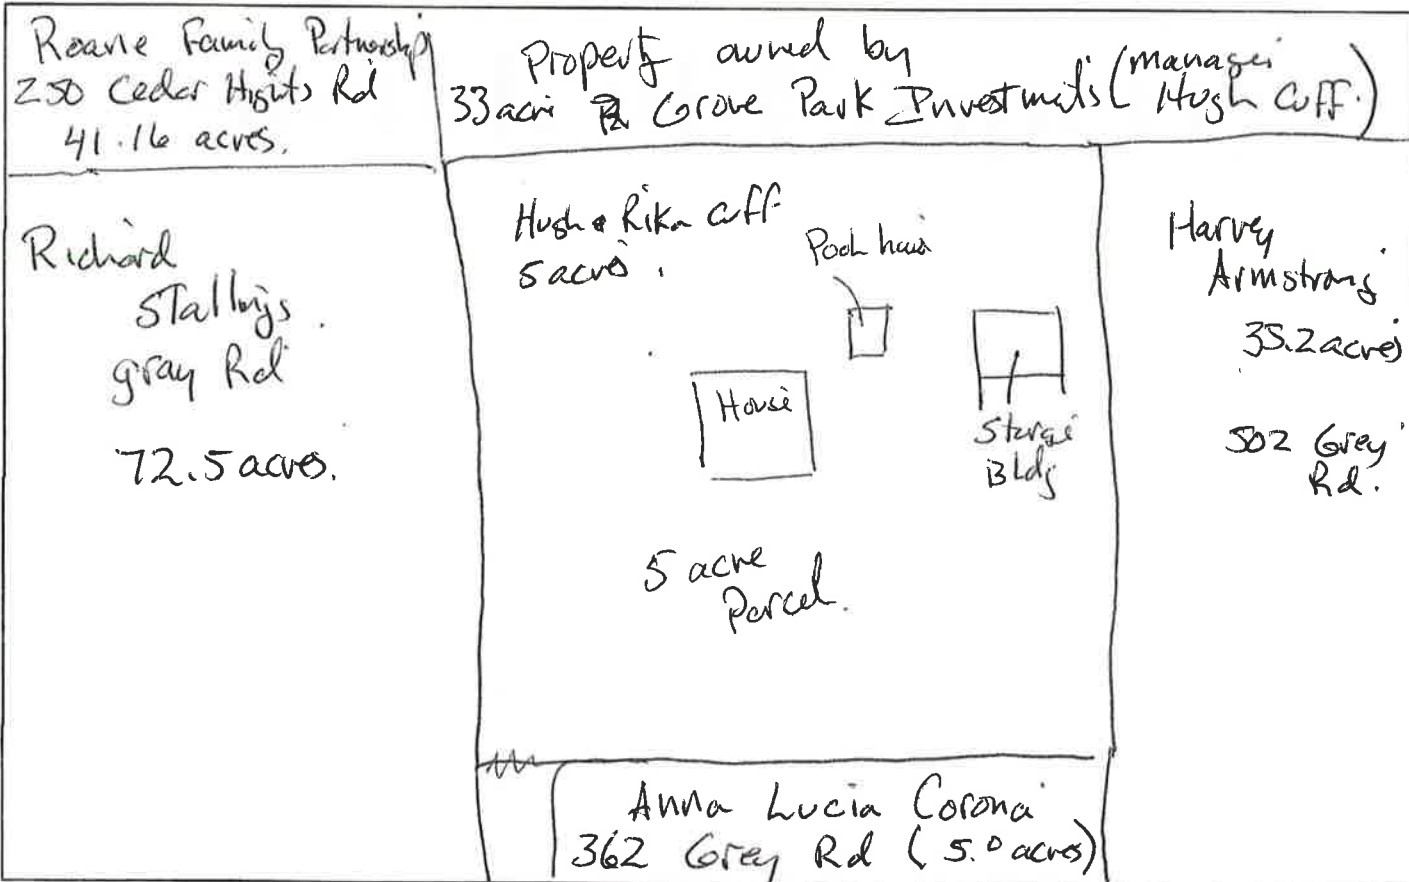 Roane Family Partnership
250 Cedar Hights Rd
41.16 acres.
Property owned by
33 acre Grove Park Investments (manager Hugh Cuff.)
Richard
Stallings.
gray Rd
72.5 acres.
Hugh & Rika Cuff
5 acres.
Pool house
House
Storage
Bldg
5 acre
Parcel.
Harvey
Armstrong
35.2 acres
502 Grey
Rd.
Anna Lucia Corona
362 Grey Rd (5.0 acres)